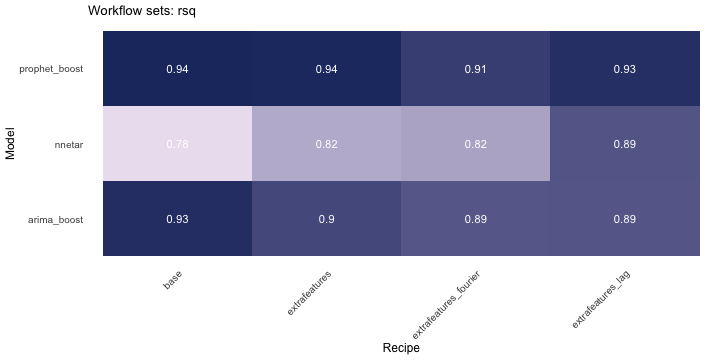 Workflow sets: rsq
Model
prophet_boost
0.94
0.94
0.91
0.93
nnetar
0.78
0.82
0.82
0.89
arima_boost
0.93
0.9
0.89
0.89
base
extrafeatures
extrafeatures_fourier
extrafeatures_lag
Recipe